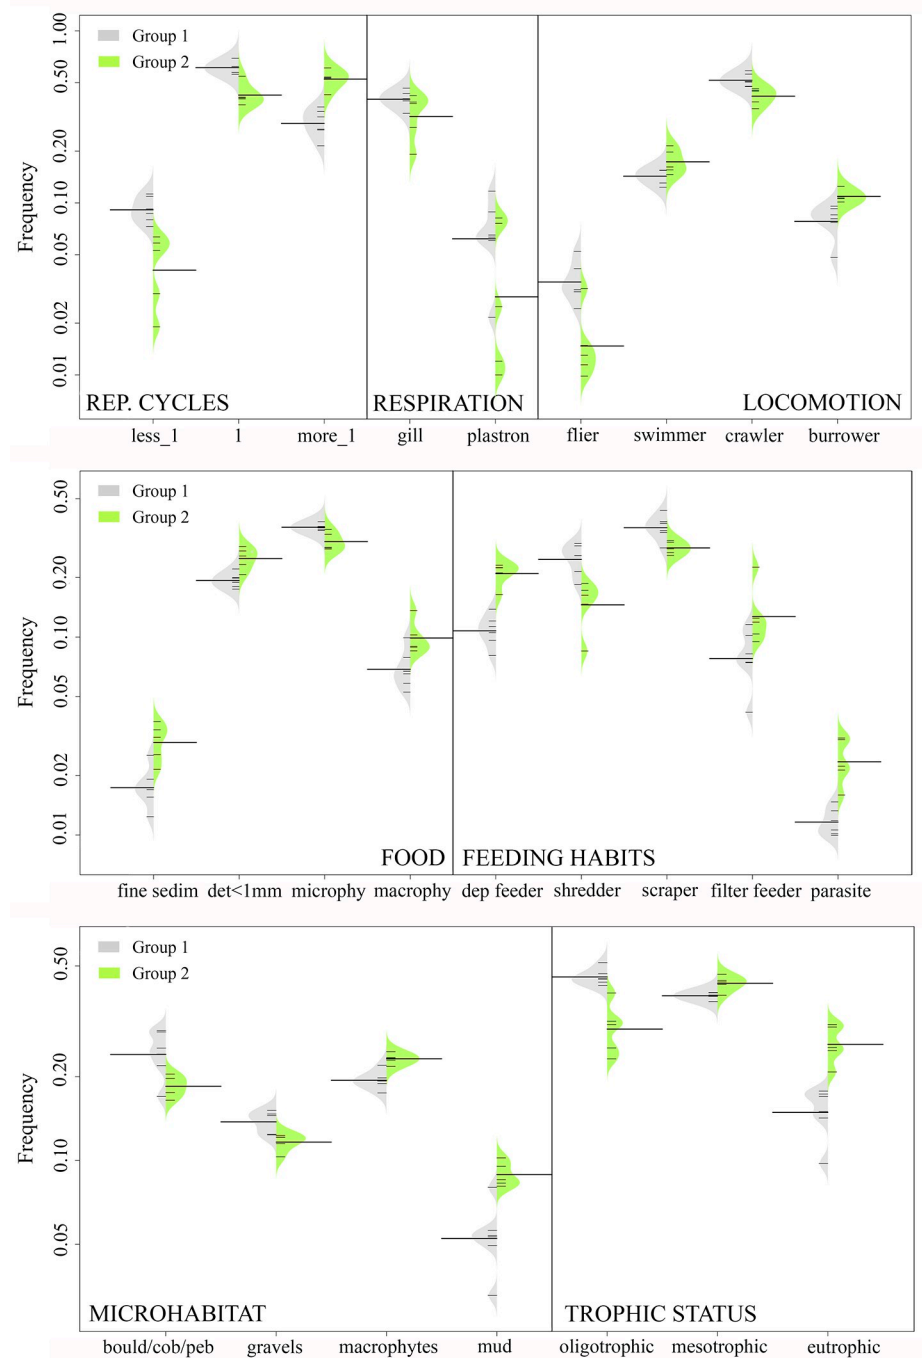 Group 1
Group 2
Frequency
1.00
0.50
0.20
0.10
0.05
0.02
0.01
REP. CYCLES
RESPIRATION
LOCOMOTION
less_1
1
more_1
gill
plastron
flier
swimmer
crawler
burrower
Group 1
Group 2
Frequency
0.50
0.20
0.10
0.05
0.02
0.01
FOOD
FEEDING HABITS
fine sedim
det<1mm
microphy
macrophy
dep feeder
shredder
scraper
filter feeder
parasite
Group 1
Group 2
Frequency
0.50
0.20
0.10
0.05
MICROHABITAT
TROPHIC STATUS
bould/cob/peb
gravels
macrophytes
mud
oligotrophic
mesotrophic
eutrophic